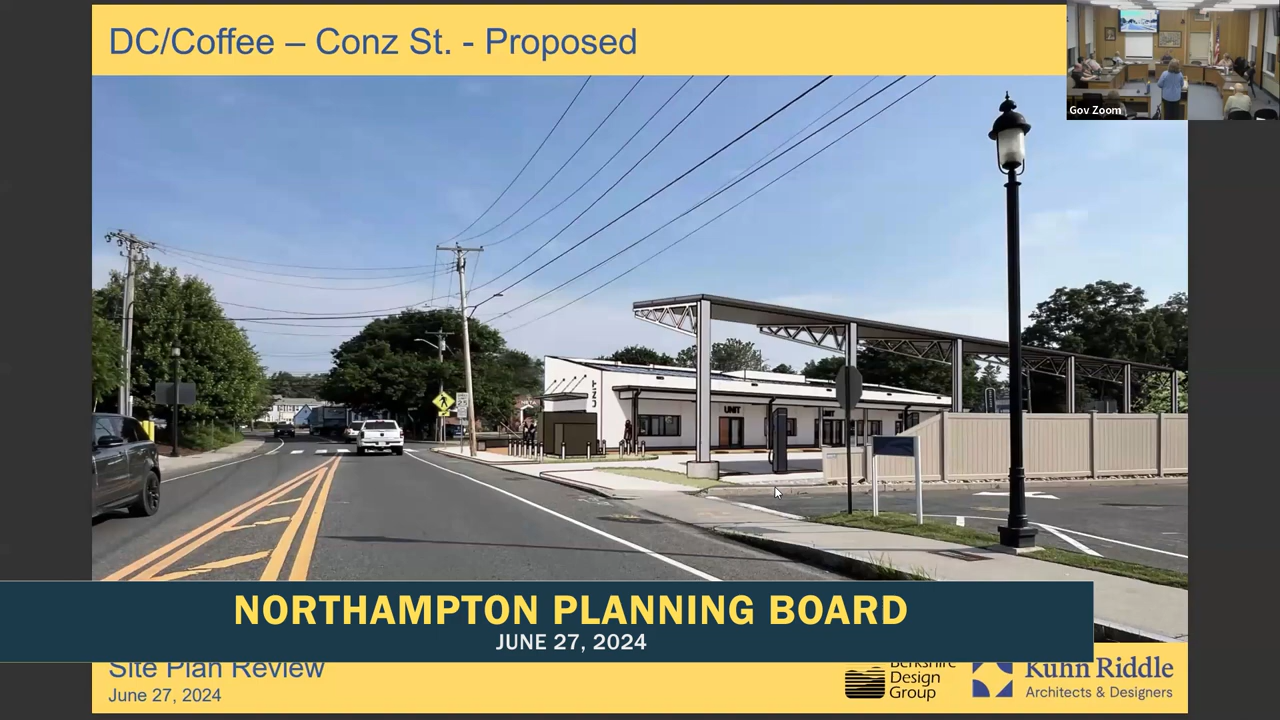 DC/Coffee – Conz St. - Proposed
Gov Zoom
UNIT
UNIT
NORTHAMPTON PLANNING BOARD
JUNE 27, 2024
Site Plan Review
June 27, 2024
Berkshire
Design
Group
Kuhn Riddle
Architects & Designers